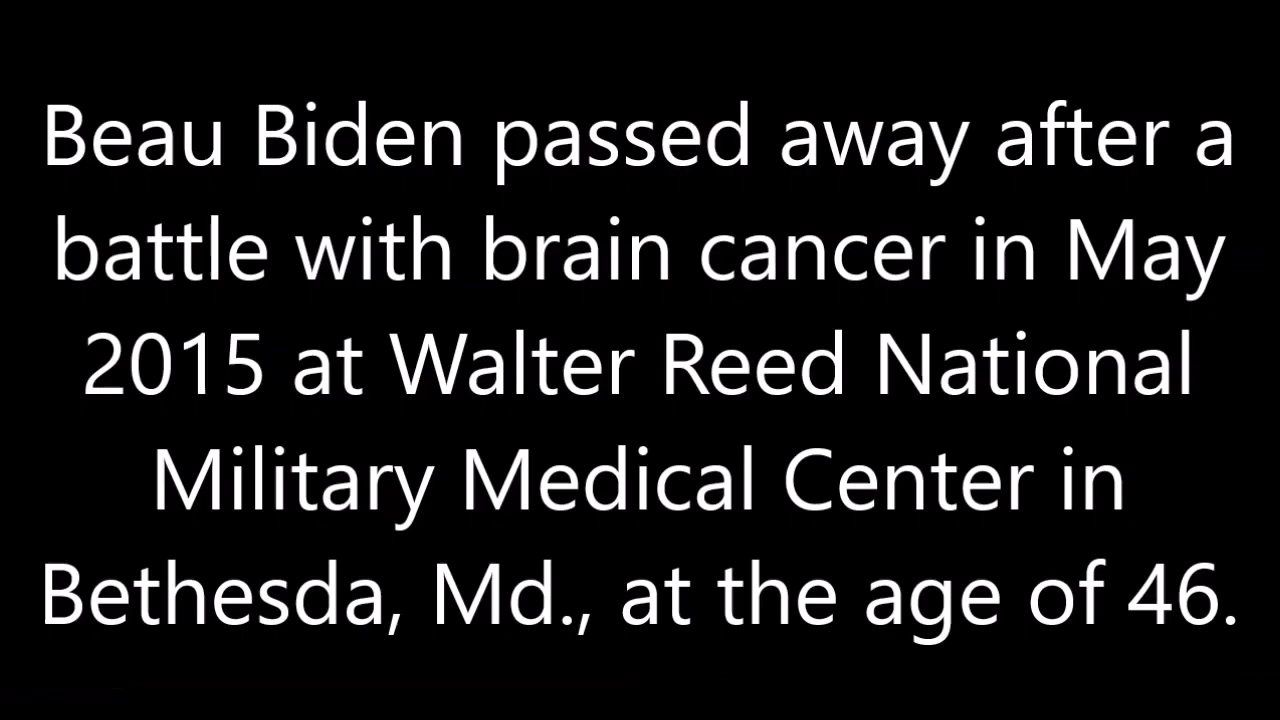 Beau Biden passed away after a
battle with brain cancer in May
2015 at Walter Reed National
Military Medical Center in
Bethesda, Md., at the age of 46.